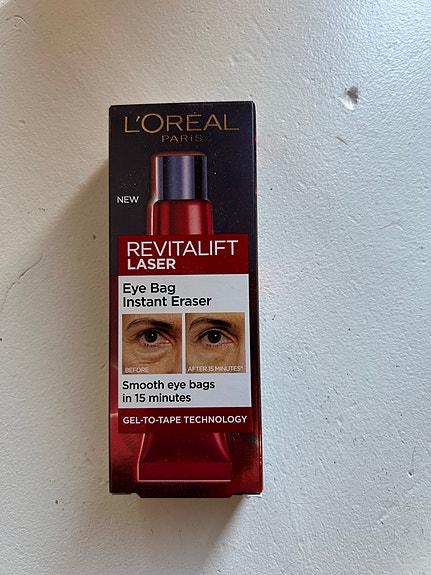 L'ORÉAL
PARIS
NEW
REVITALIFT
LASER
Eye Bag
Instant Eraser
BEFORE
AFTER 15 MINUTES*
Smooth eye bags
in 15 minutes
GEL-TO-TAPE TECHNOLOGY